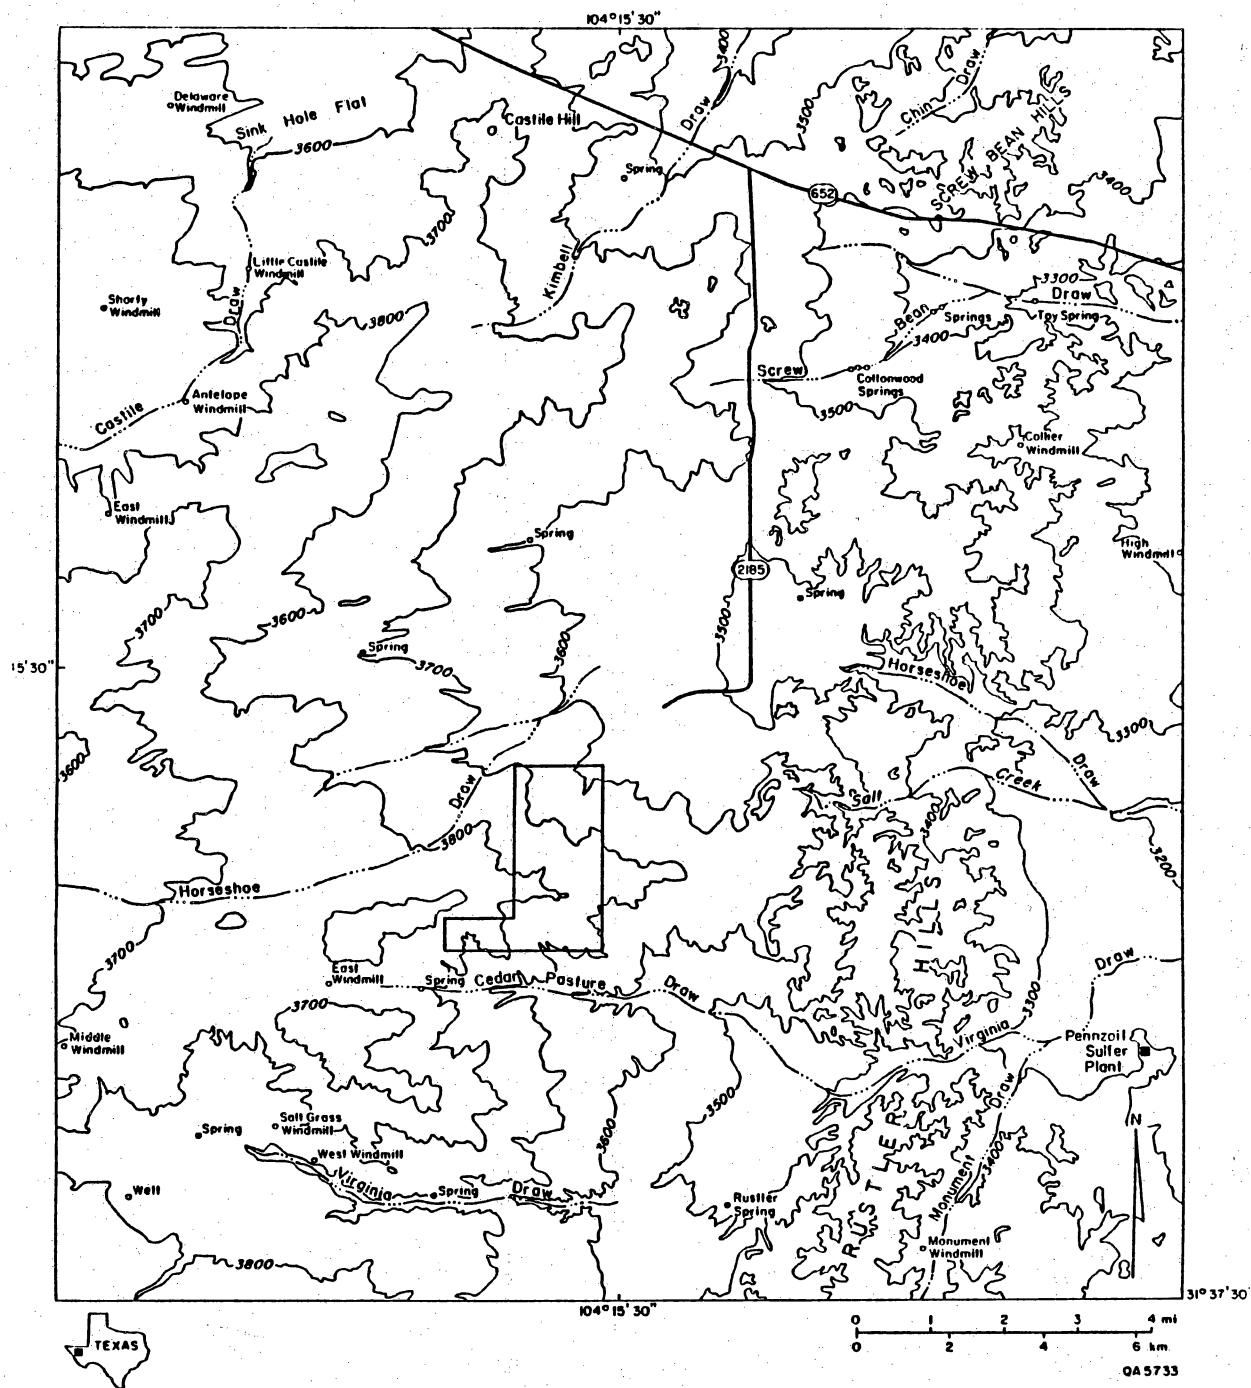 104° 15' 30"
Delaware
Windmill
Sink Hole Flat
3600
Castile Hill
Spring
Draw
3400
3500
Chin Draw
SCREW BEAN HILLS
3400
652
3700
Little Castile
Windmill
Kimbell
Shorty
Windmill
Draw
3800
3300
Draw
Bean
Springs
Toy Spring
3400
Screw
Cottonwood
Springs
3500
Antelope
Windmill
Castile
Collier
Windmill
East
Windmill
Spring
High
Windmill
2185
Spring
3700
3600
3600
3500
15' 30"
Spring
3700
Horseshoe
3300
Draw
3600
Draw
Salt
Creek
3400
3800
3200
Horseshoe
HILLS
3700
East
Windmill
Spring
Cedar Pasture
Draw
Draw
3700
3300
Middle
Windmill
Virginia
Pennzoil
Sulfer
Plant
Draw
3500
N
Salt Grass
Windmill
Spring
3600
RUSTLER
3400
West Windmill
Virginia
Spring
Draw
Well
Rustler
Spring
Monument
Monument
Windmill
3800
104° 15' 30"
31° 37' 30"
TEXAS
0 1 2 3 4 mi
0 2 4 6 km
QA 5733